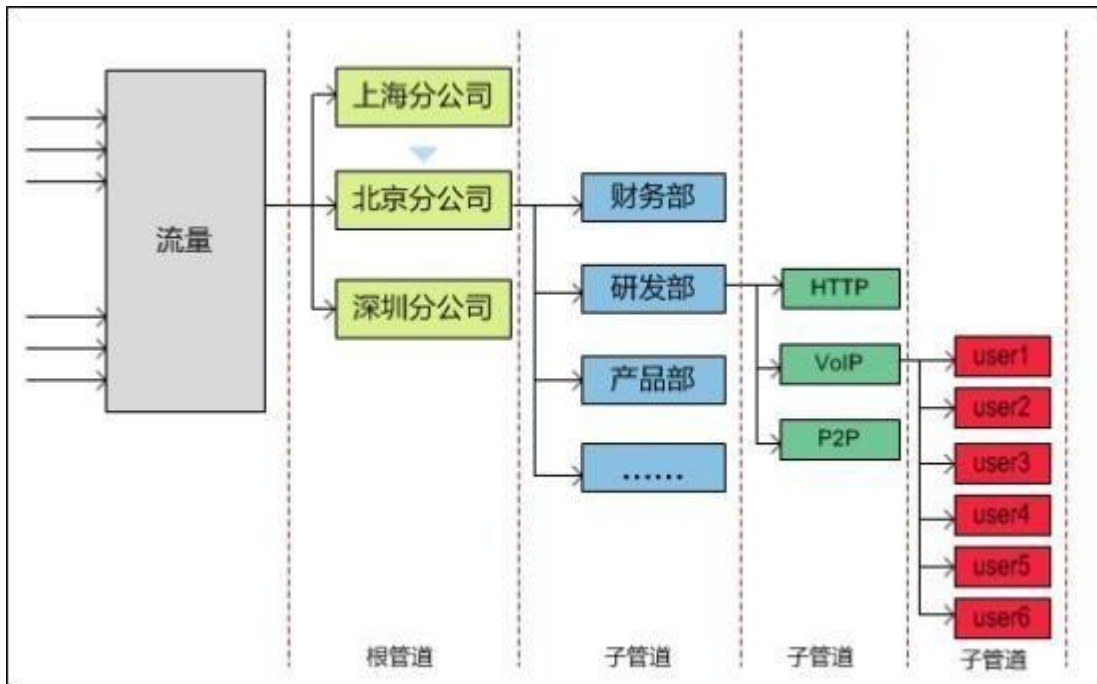 流量
上海分公司
北京分公司
深圳分公司
财务部
研发部
产品部
……
HTTP
VoIP
P2P
user1
user2
user3
user4
user5
user6
根管道
子管道
子管道
子管道